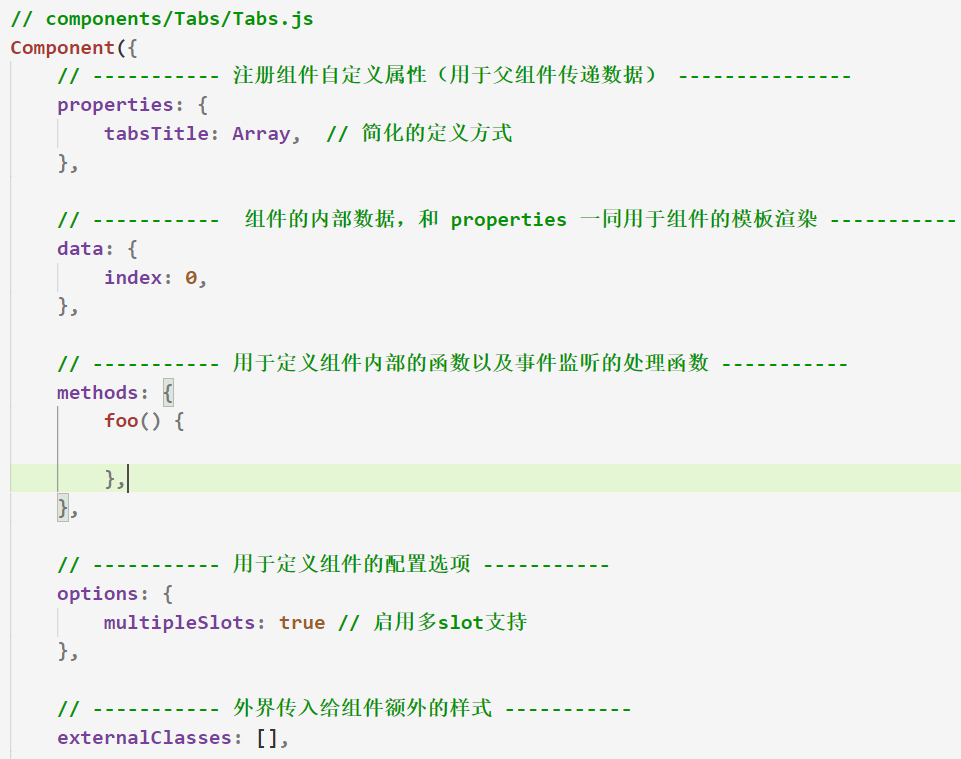 // components/Tabs/Tabs.js
Component({
// ----------- 注册组件自定义属性（用于父组件传递数据） ---------------
properties: {
tabsTitle: Array,  // 简化的定义方式
},
// -----------  组件的内部数据，和 properties 一同用于组件的模板渲染 -----------
data: {
index: 0,
},
// ----------- 用于定义组件内部的函数以及事件监听的处理函数 -----------
methods: {
foo() {
},
},
// ----------- 用于定义组件的配置选项 -----------
options: {
multipleSlots: true // 启用多slot支持
},
// ----------- 外界传入给组件额外的样式 -----------
externalClasses: [],